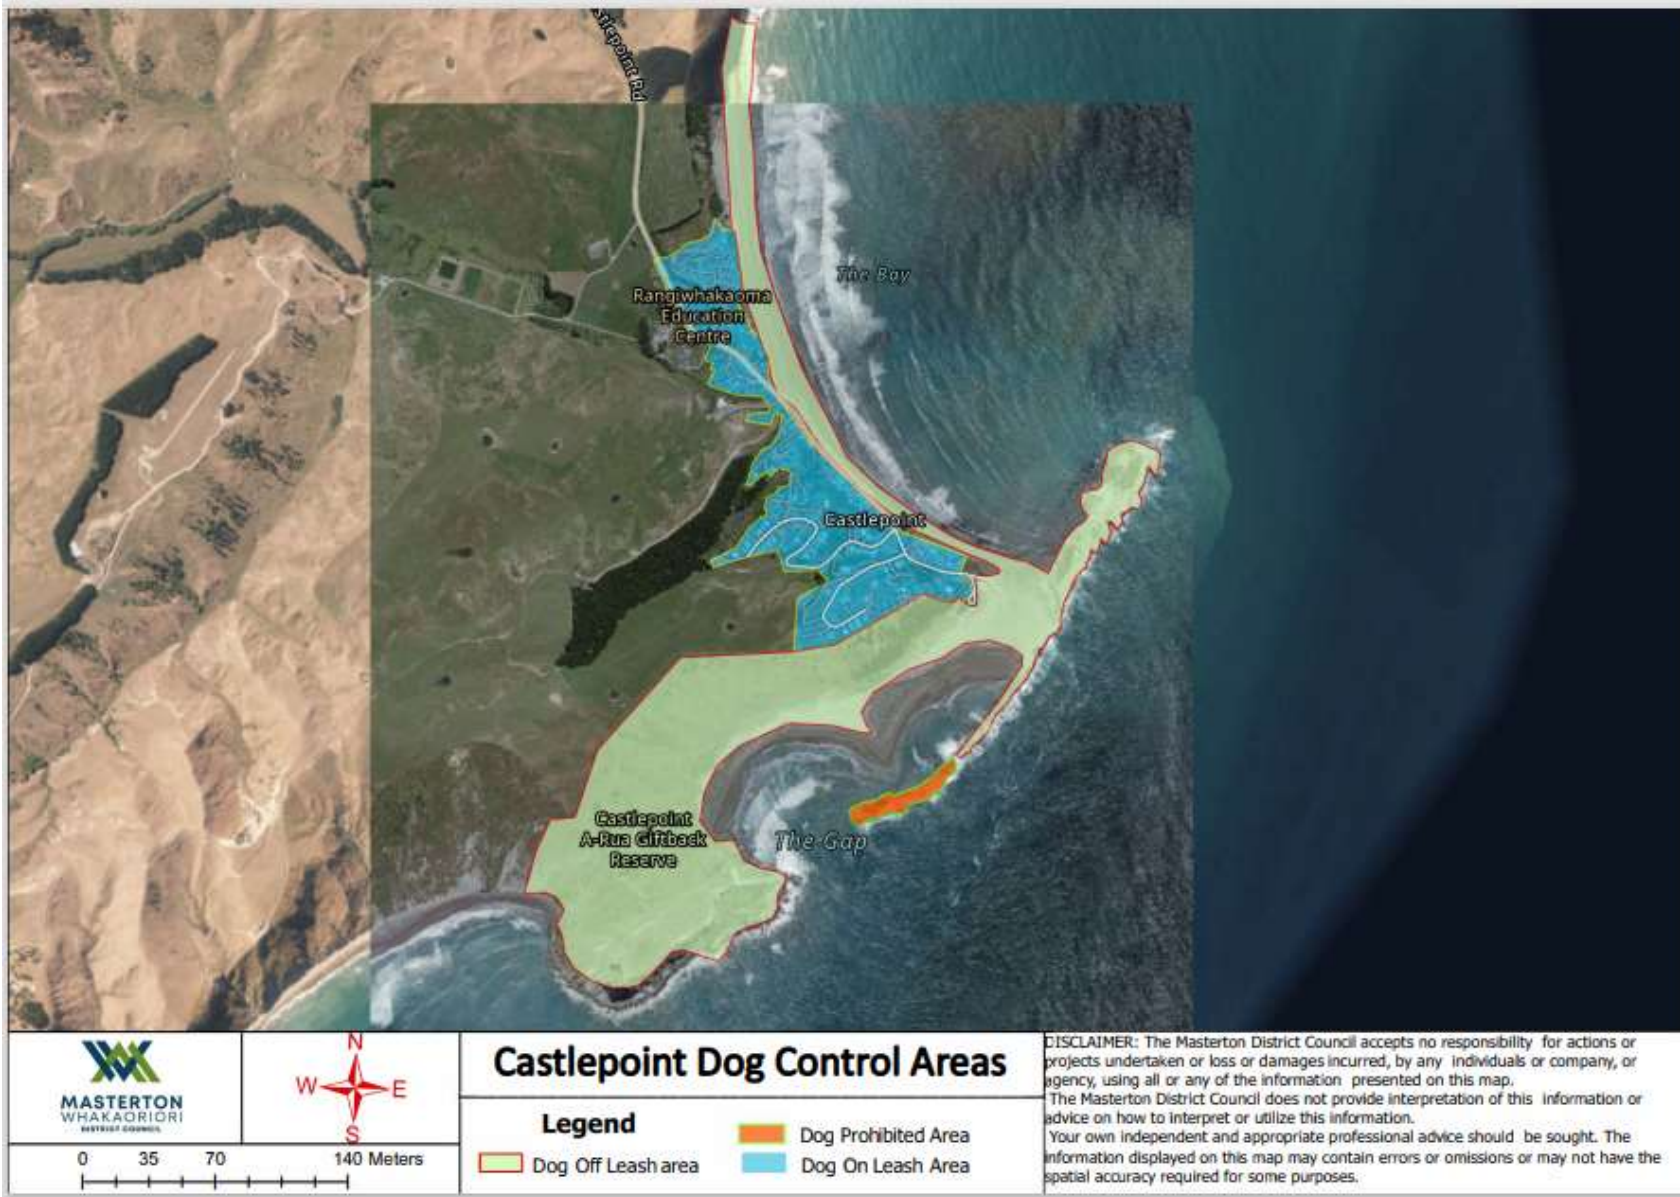 stlepoint Rd
The Bay
Rangiwhakaoma
Education
Centre
Castlepoint
Castlepoint
A-Rua Giftback
Reserve
The Gap
MASTERTON
WHAKAORIORI
DISTRICT COUNCIL
0 35 70 140 Meters
N
W E
S
Castlepoint Dog Control Areas
Legend
Dog Off Leash area
Dog Prohibited Area
Dog On Leash Area
DISCLAIMER: The Masterton District Council accepts no responsibility for actions or
projects undertaken or loss or damages incurred, by any individuals or company, or
agency, using all or any of the information presented on this map.
The Masterton District Council does not provide interpretation of this information or
advice on how to interpret or utilize this information.
Your own independent and appropriate professional advice should be sought. The
information displayed on this map may contain errors or omissions or may not have the
spatial accuracy required for some purposes.